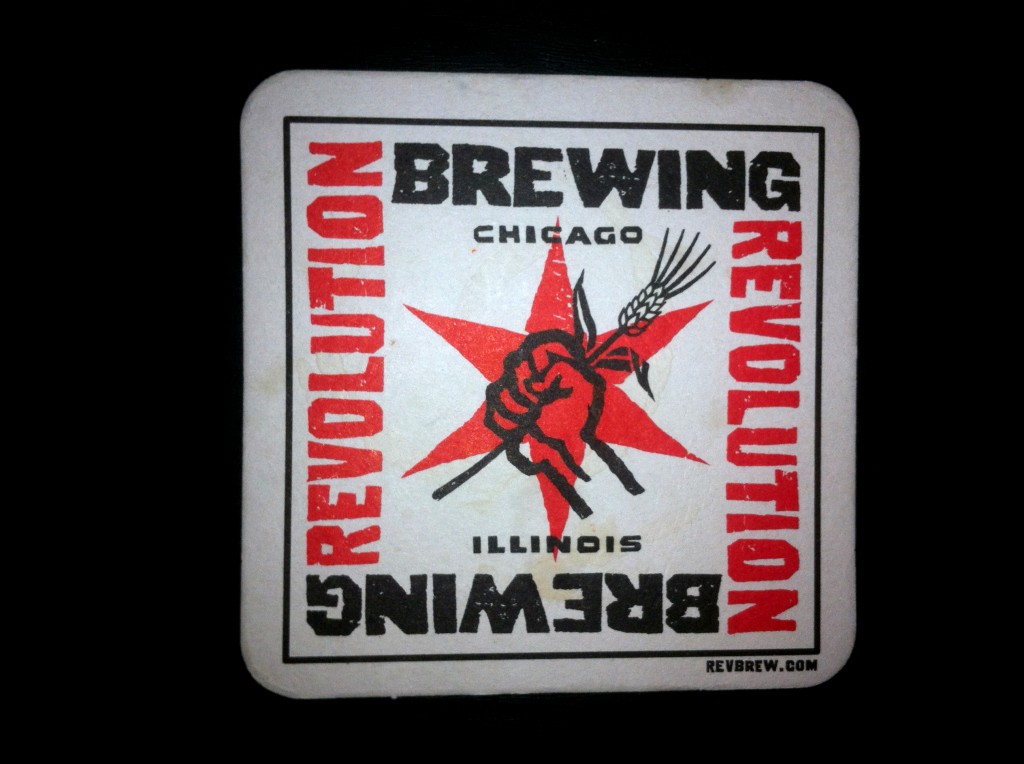 REVOLUTION
BREWING
CHICAGO
REVOLUTION
ILLINOIS
BREWING
REVBREW.COM